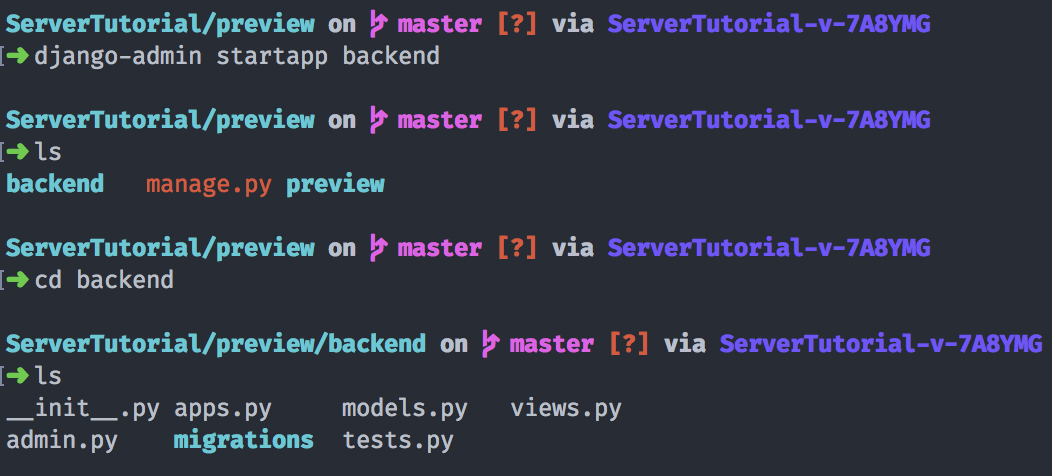 ServerTutorial/preview on master [?] via ServerTutorial-v-7A8YMG
➜ django-admin startapp backend
ServerTutorial/preview on master [?] via ServerTutorial-v-7A8YMG
➜ ls
backend manage.py preview
ServerTutorial/preview on master [?] via ServerTutorial-v-7A8YMG
➜ cd backend
ServerTutorial/preview/backend on master [?] via ServerTutorial-v-7A8YMG
➜ ls
__init__.py apps.py models.py views.py
admin.py migrations tests.py